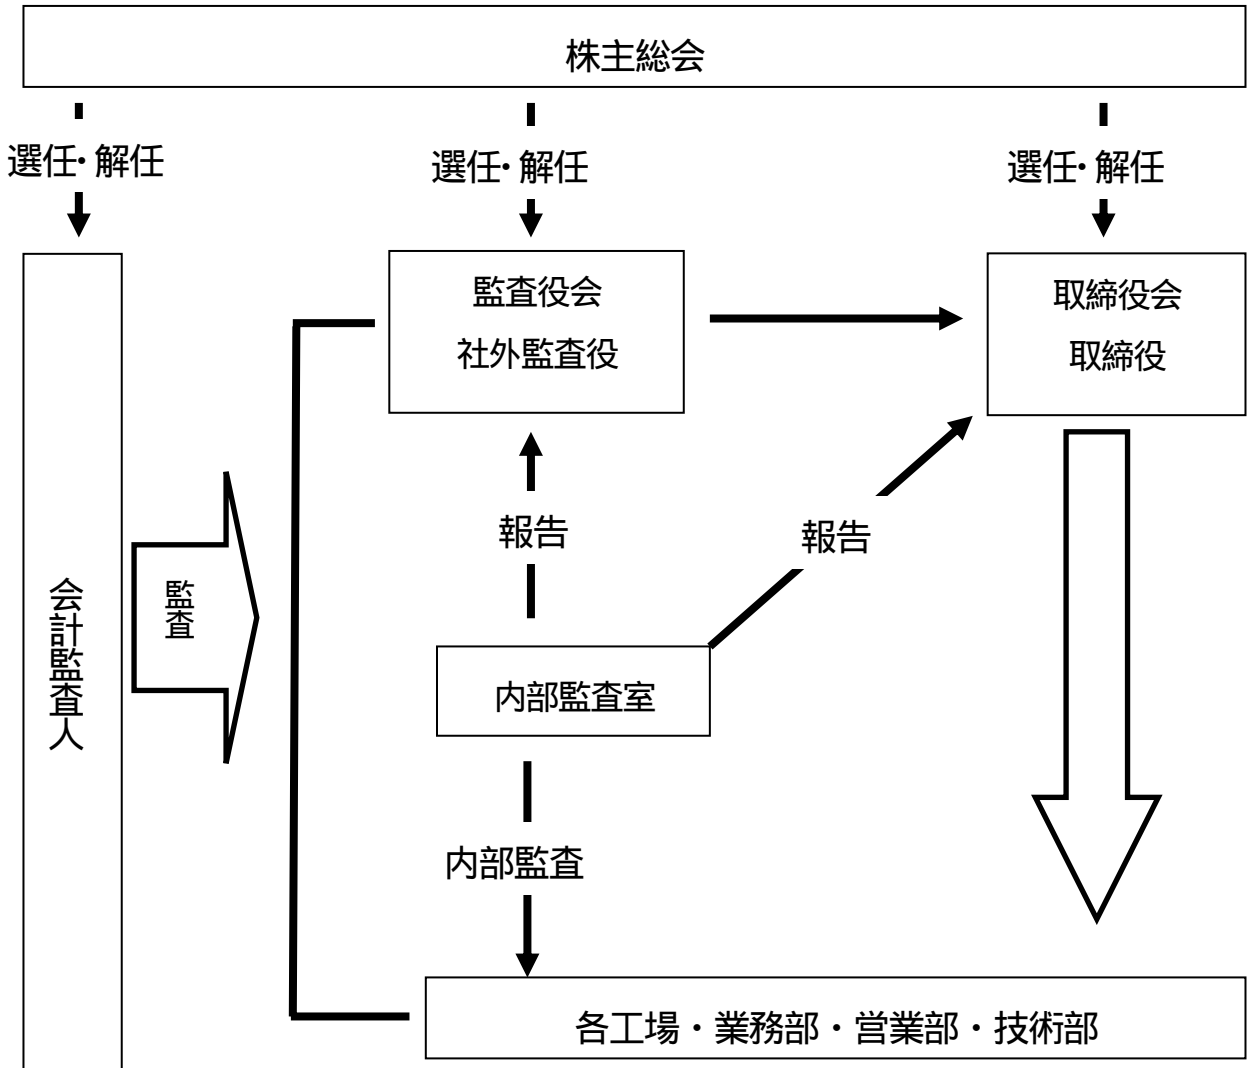 株主総会
選任・解任
選任・解任
選任・解任
監査役会
社外監査役
取締役会
取締役
報告
報告
会計監査人
監査
内部監査室
内部監査
各工場・業務部・営業部・技術部